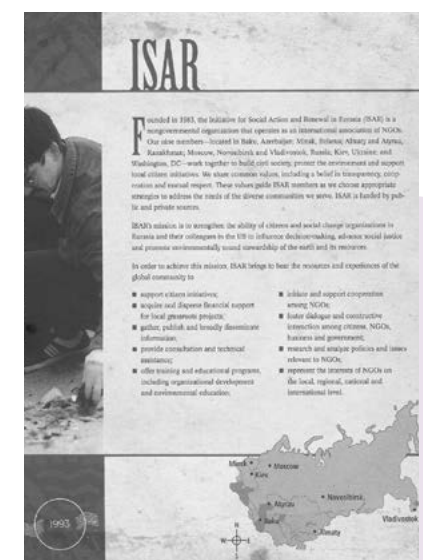 ISAR
Founded in 1983, the Initiative for Social Action and Renewal in Eurasia (ISAR) is a
nongovernmental organization that operates as an international association of NGOs.
Our nine members—located in Baku, Azerbaijan; Minsk, Belarus; Almaty and Atyrau,
Kazakhstan; Moscow, Novosibirsk and Vladivostok, Russia; Kiev, Ukraine; and
Washington, DC—work together to build civil society, protect the environment and support
local citizen initiatives. We share common values, including a belief in transparency, coop-
eration and mutual respect. These values guide ISAR members as we choose appropriate
strategies to address the needs of the diverse communities we serve. ISAR is funded by pub-
lic and private sources.
ISAR's mission is to strengthen the ability of citizens and social change organizations in
Eurasia and their colleagues in the US to influence decision-making, advance social justice
and promote environmentally sound stewardship of the earth and its resources.
In order to achieve this mission, ISAR brings to bear the resources and experiences of the
global community to
■ support citizen initiatives;
■ acquire and disperse financial support
for local grassroots projects;
■ gather, publish and broadly disseminate
information;
■ provide consultation and technical
assistance;
■ offer training and educational programs,
including organizational development
and environmental education;
■ initiate and support cooperation
among NGOs;
■ foster dialogue and constructive
interaction among citizens, NGOs,
business and government;
■ research and analyze policies and issues
relevant to NGOs;
■ represent the interests of NGOs on
the local, regional, national and
international level.
Minsk
Moscow
Kiev
Atyrau
Novosibirsk
Baku
Vladivostok
Almaty
N
W
S
1993